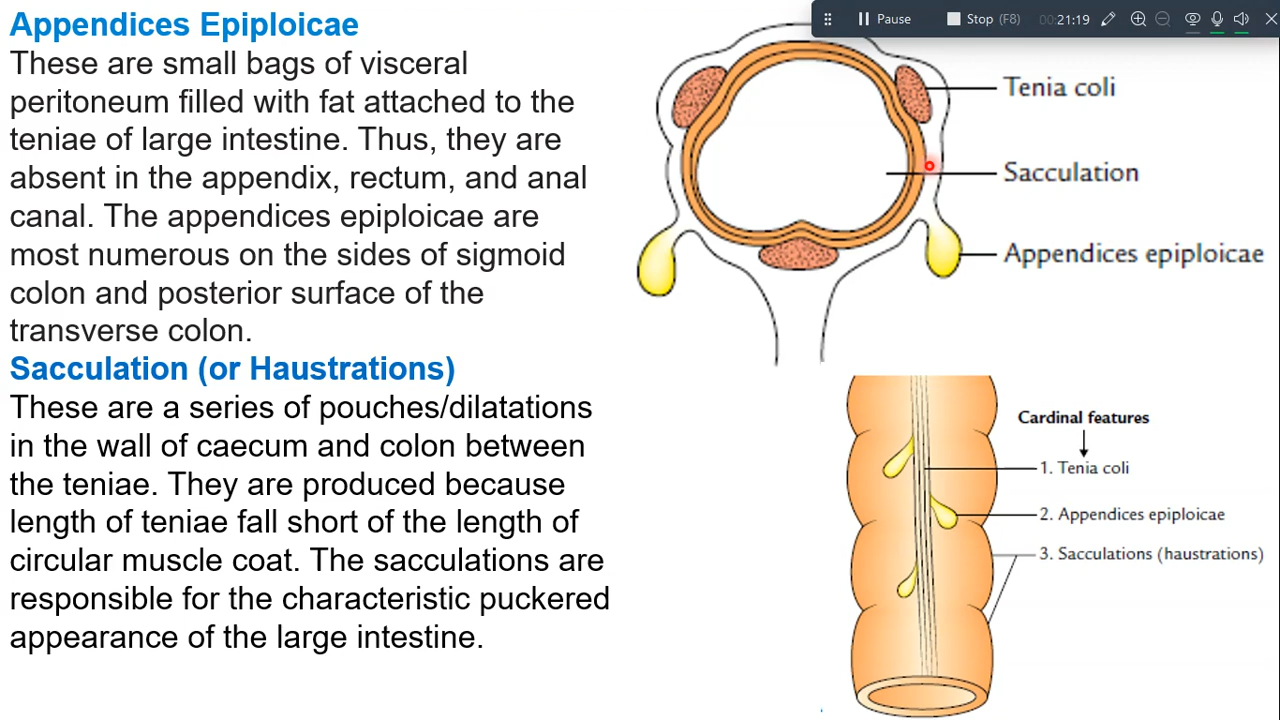 Appendices Epiploicae
These are small bags of visceral
peritoneum filled with fat attached to the
teniae of large intestine. Thus, they are
absent in the appendix, rectum, and anal
canal. The appendices epiploicae are
most numerous on the sides of sigmoid
colon and posterior surface of the
transverse colon.
Sacculation (or Haustrations)
These are a series of pouches/dilatations
in the wall of caecum and colon between
the teniae. They are produced because
length of teniae fall short of the length of
circular muscle coat. The sacculations are
responsible for the characteristic puckered
appearance of the large intestine.
Pause
Stop (F8)
00:21:19
Tenia coli
Sacculation
Appendices epiploicae
Cardinal features
1. Tenia coli
2. Appendices epiploicae
3. Sacculations (haustrations)